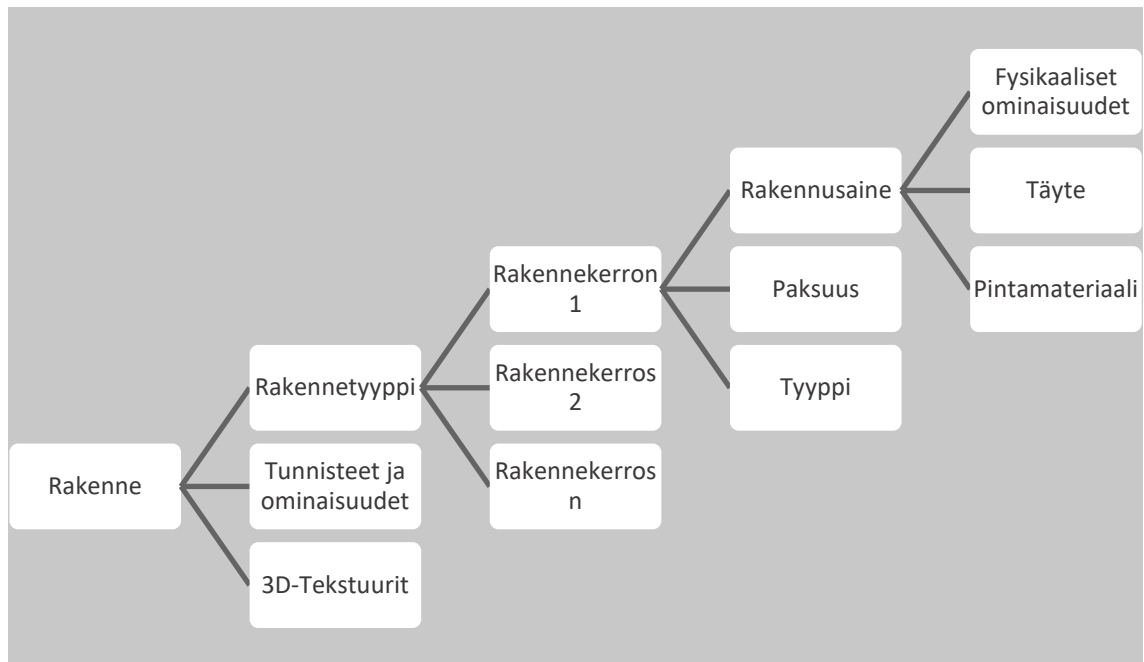 Rakenne
Rakennetyyppi
Tunnisteet ja
ominaisuudet
3D-Tekstuurit
Rakennekerron
1
Rakennekerros
2
Rakennekerros
n
Rakennusaine
Paksuus
Tyyppi
Fysikaaliset
ominaisuudet
Täyte
Pintamateriaali